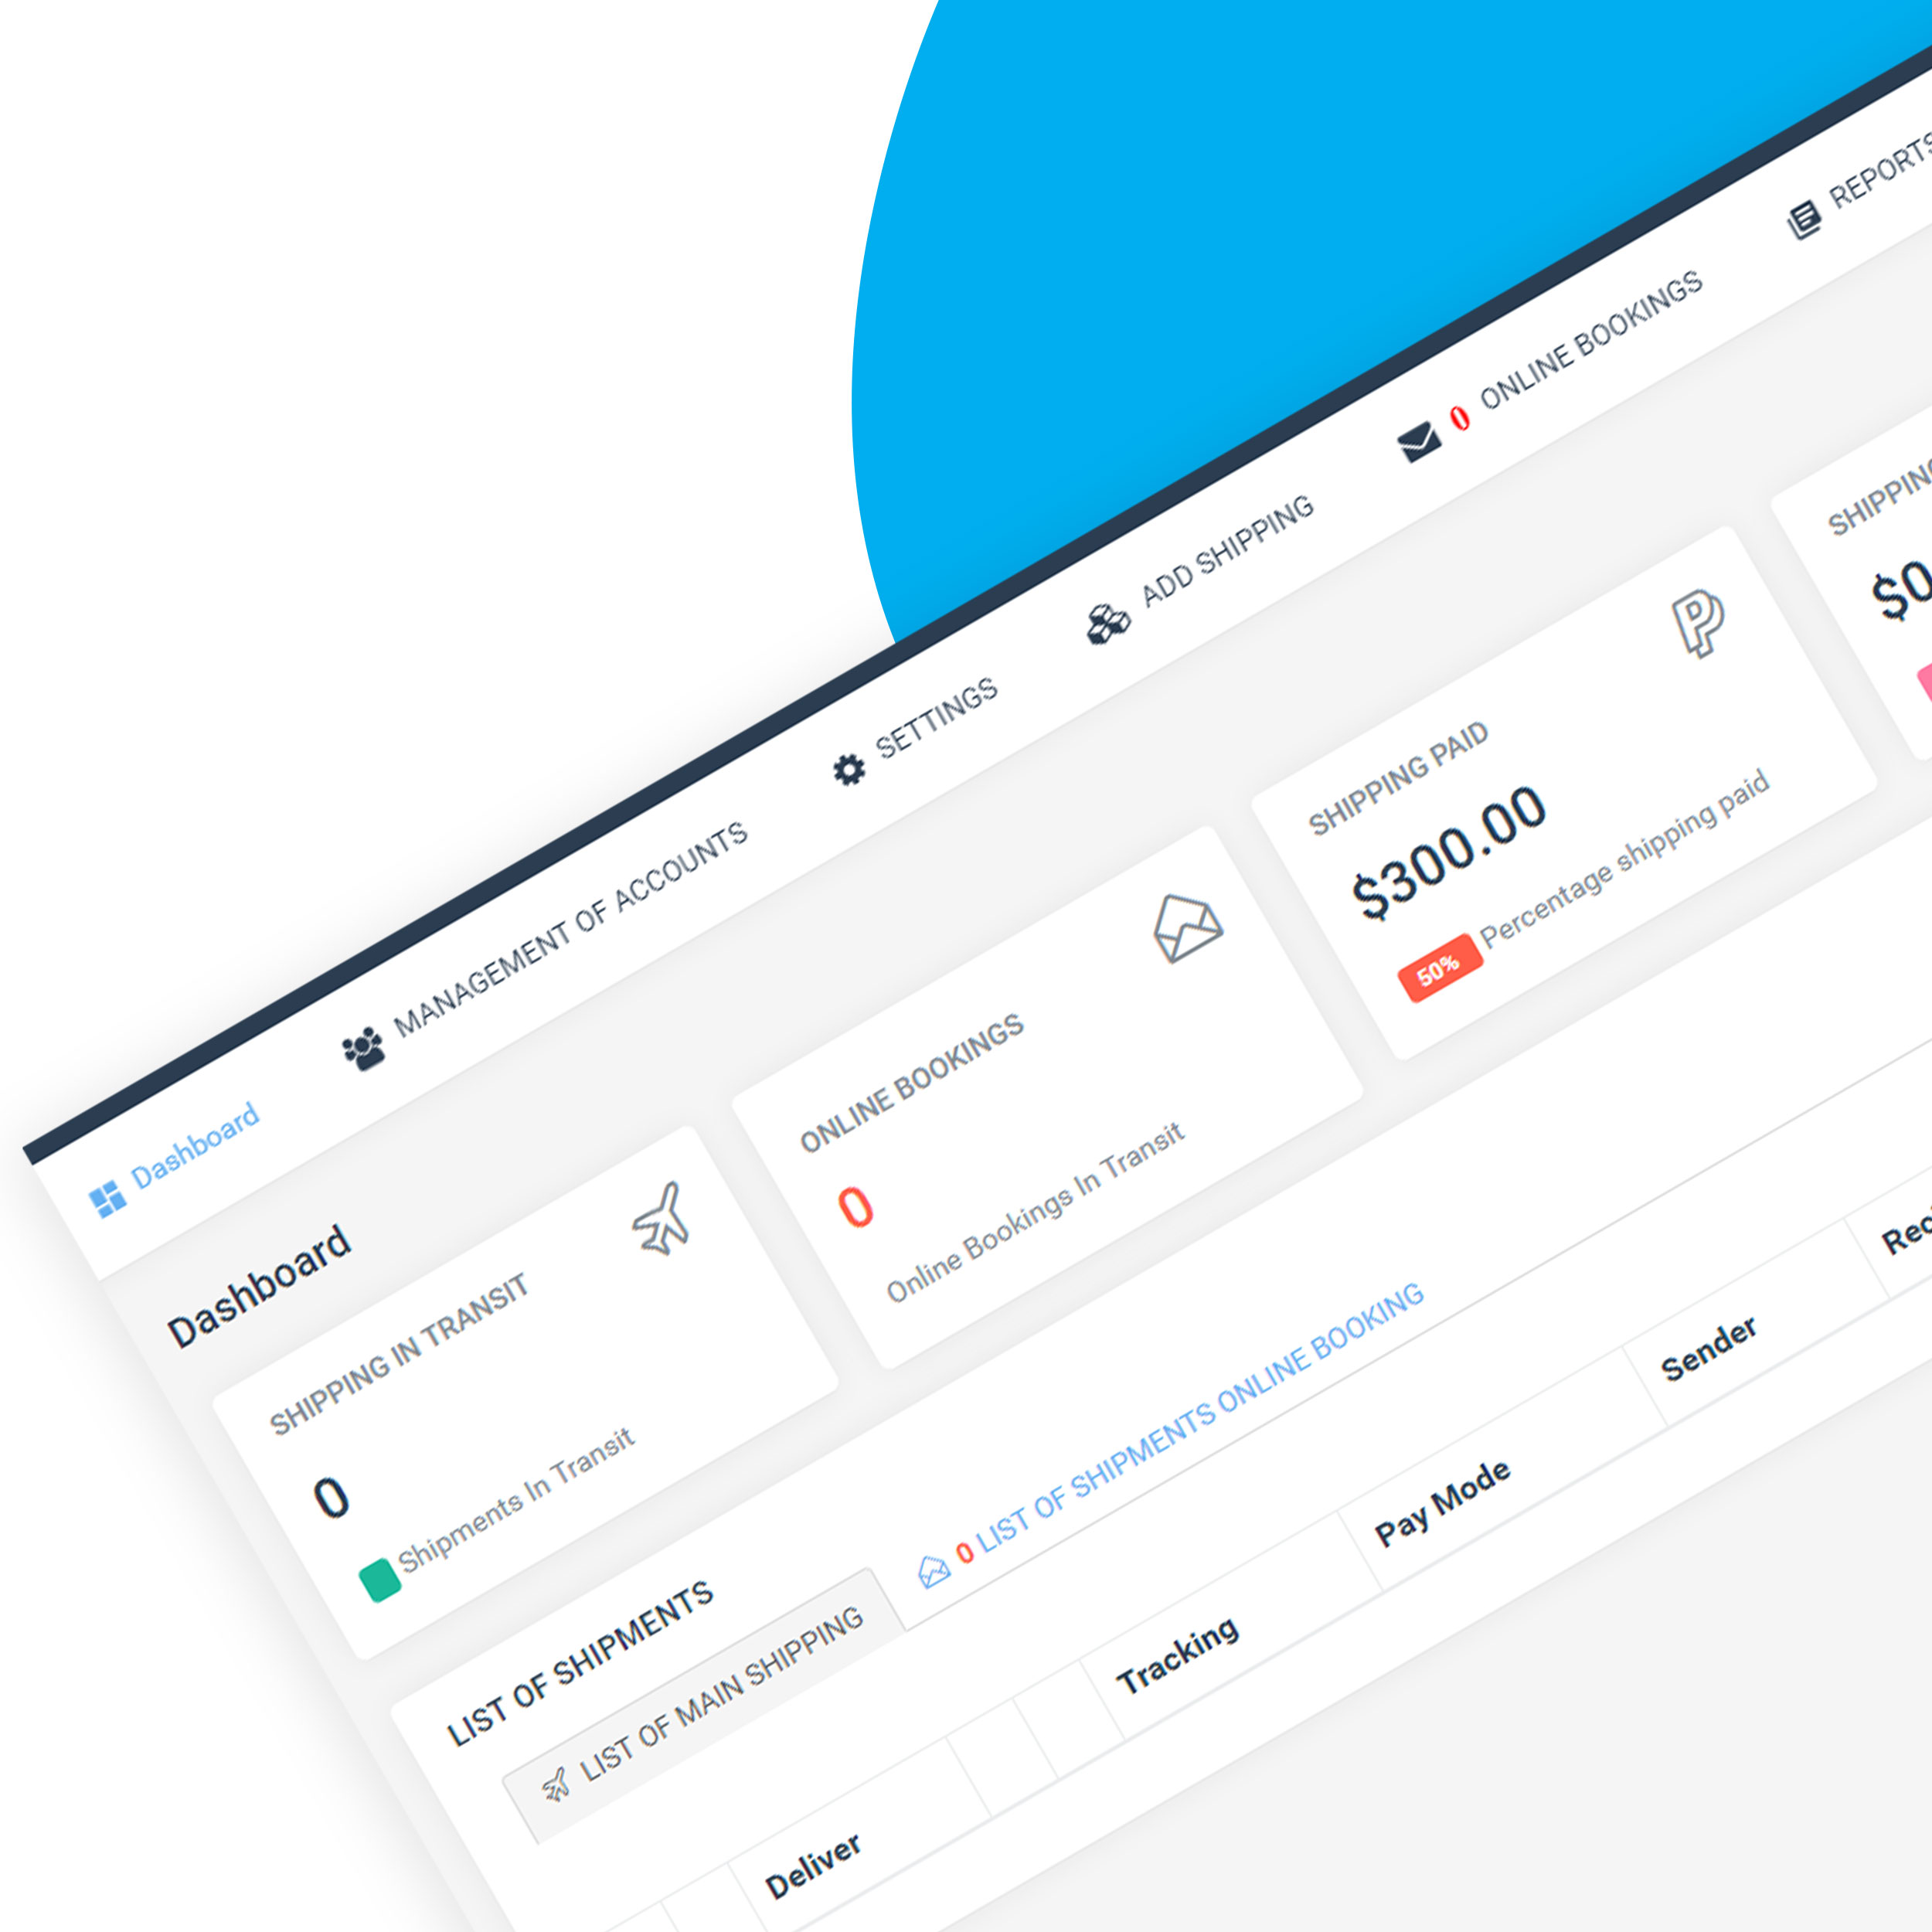 Dashboard
MANAGEMENT OF ACCOUNTS
SETTINGS
ADD SHIPPING
0 ONLINE BOOKINGS
REPORTS
Dashboard
SHIPPING IN TRANSIT
0
Shipments In Transit
ONLINE BOOKINGS
0
Online Bookings In Transit
SHIPPING PAID
$300.00
50% Percentage shipping paid
SHIPPING
$0
LIST OF SHIPMENTS
LIST OF MAIN SHIPPING
0 LIST OF SHIPMENTS ONLINE BOOKING
Deliver
Tracking
Pay Mode
Sender